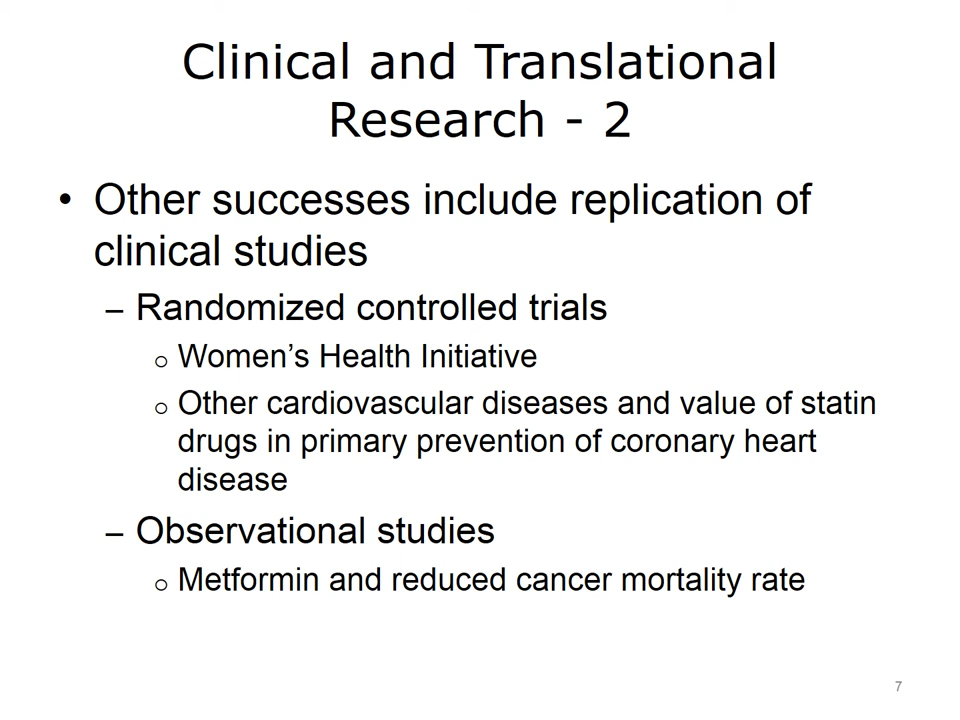 Clinical and Translational
Research - 2
• Other successes include replication of
clinical studies
– Randomized controlled trials
o Women’s Health Initiative
o Other cardiovascular diseases and value of statin
drugs in primary prevention of coronary heart
disease
– Observational studies
o Metformin and reduced cancer mortality rate
7